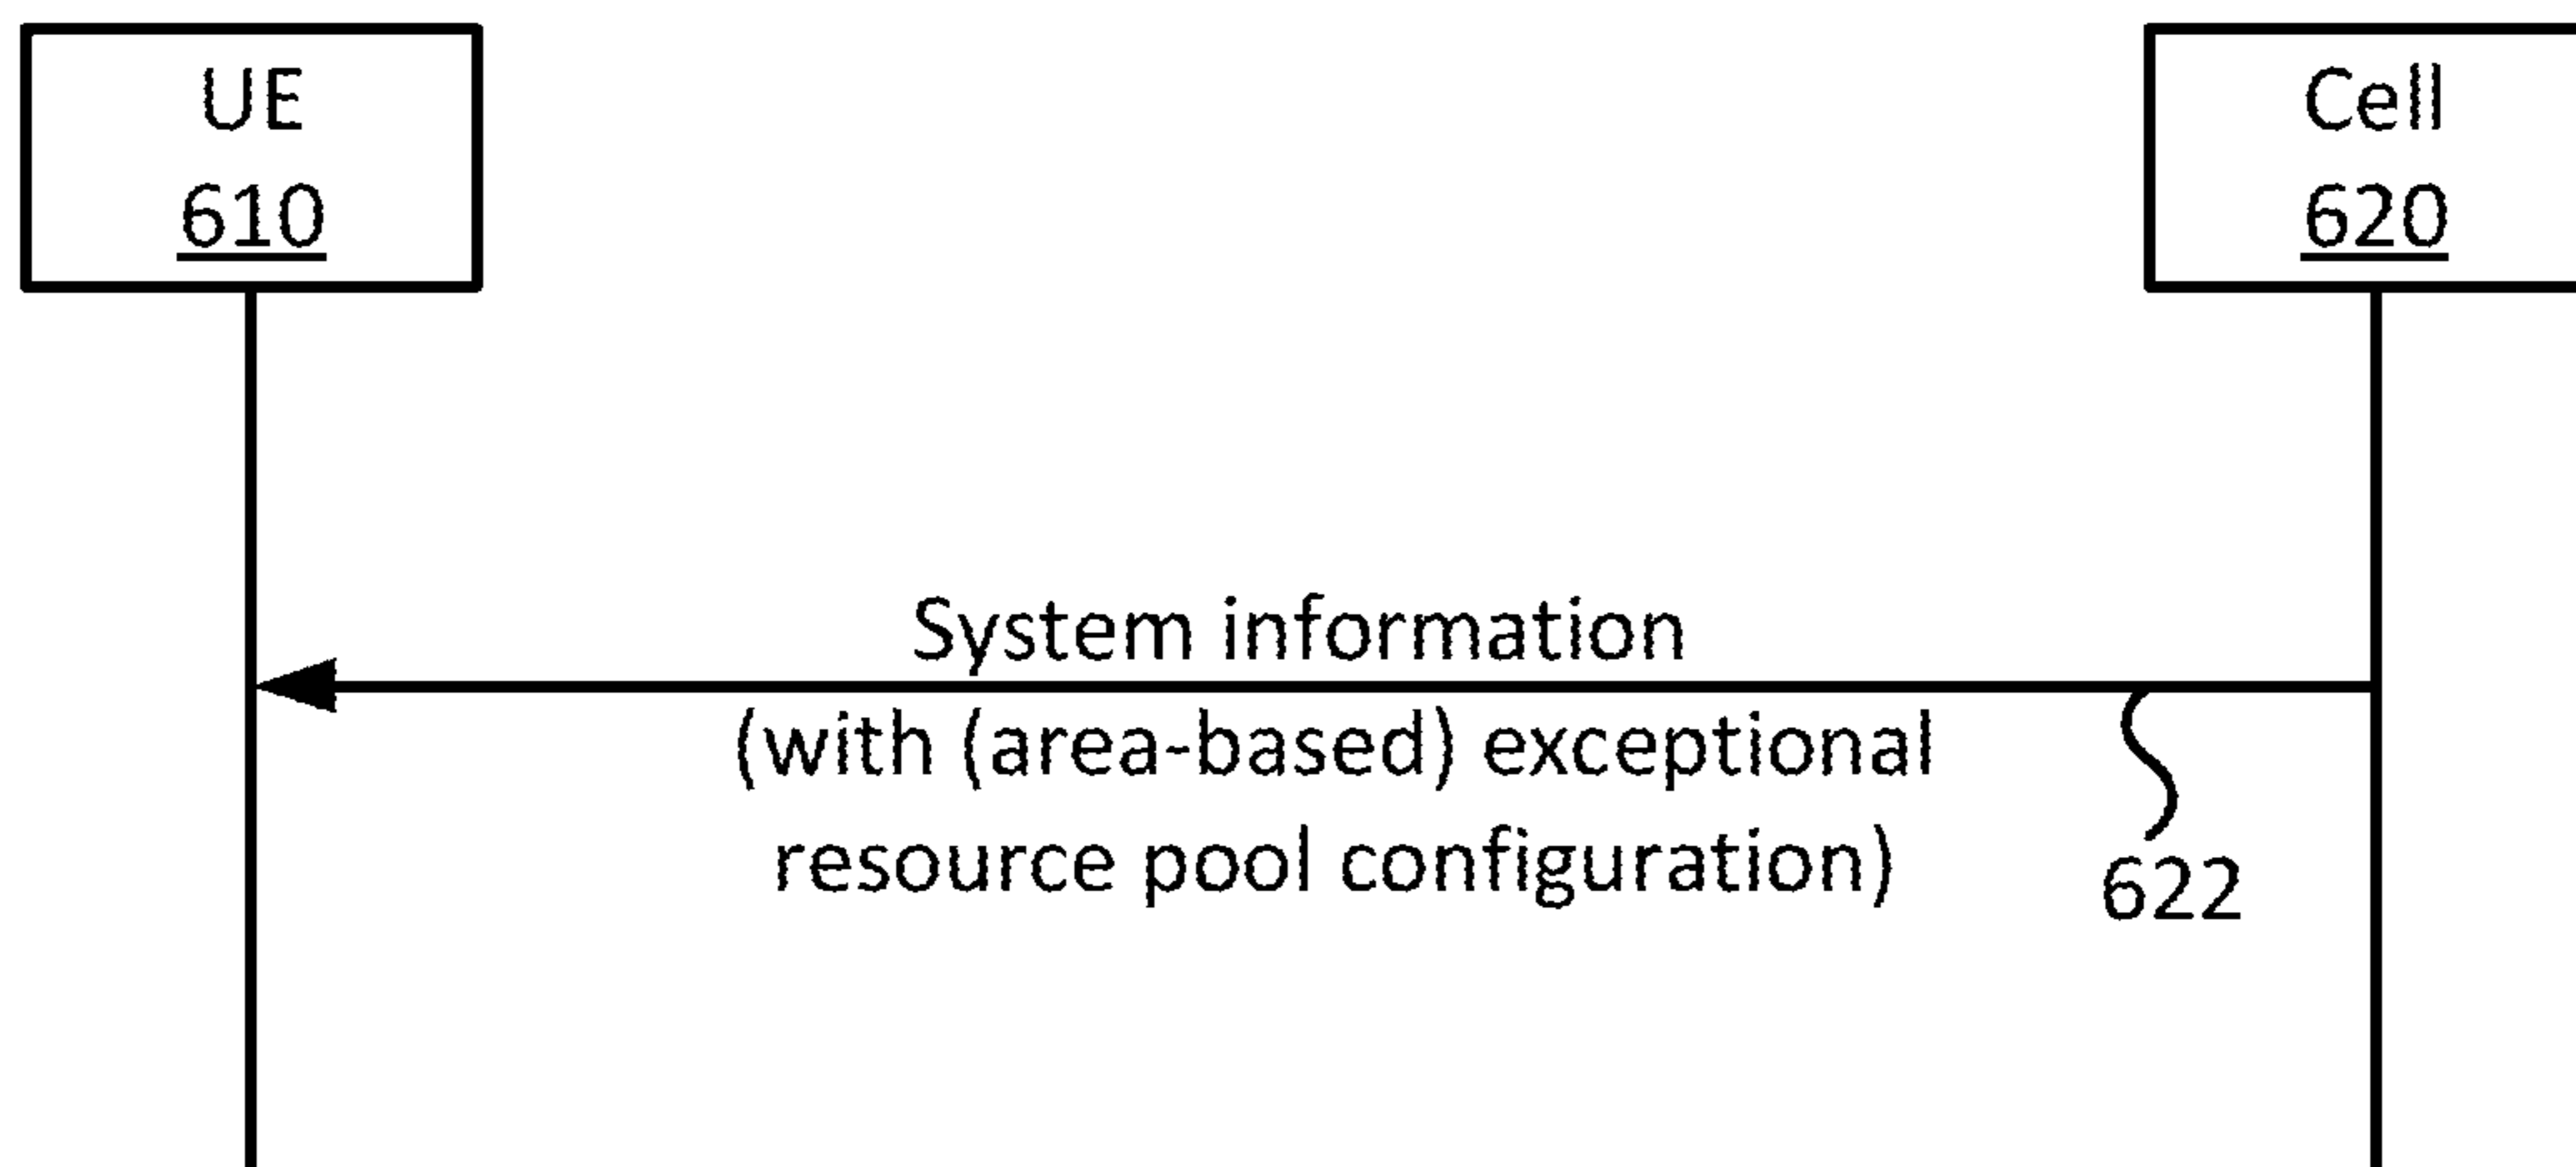 UE
610
Cell
620
System information
(with (area-based) exceptional
resource pool configuration)
622